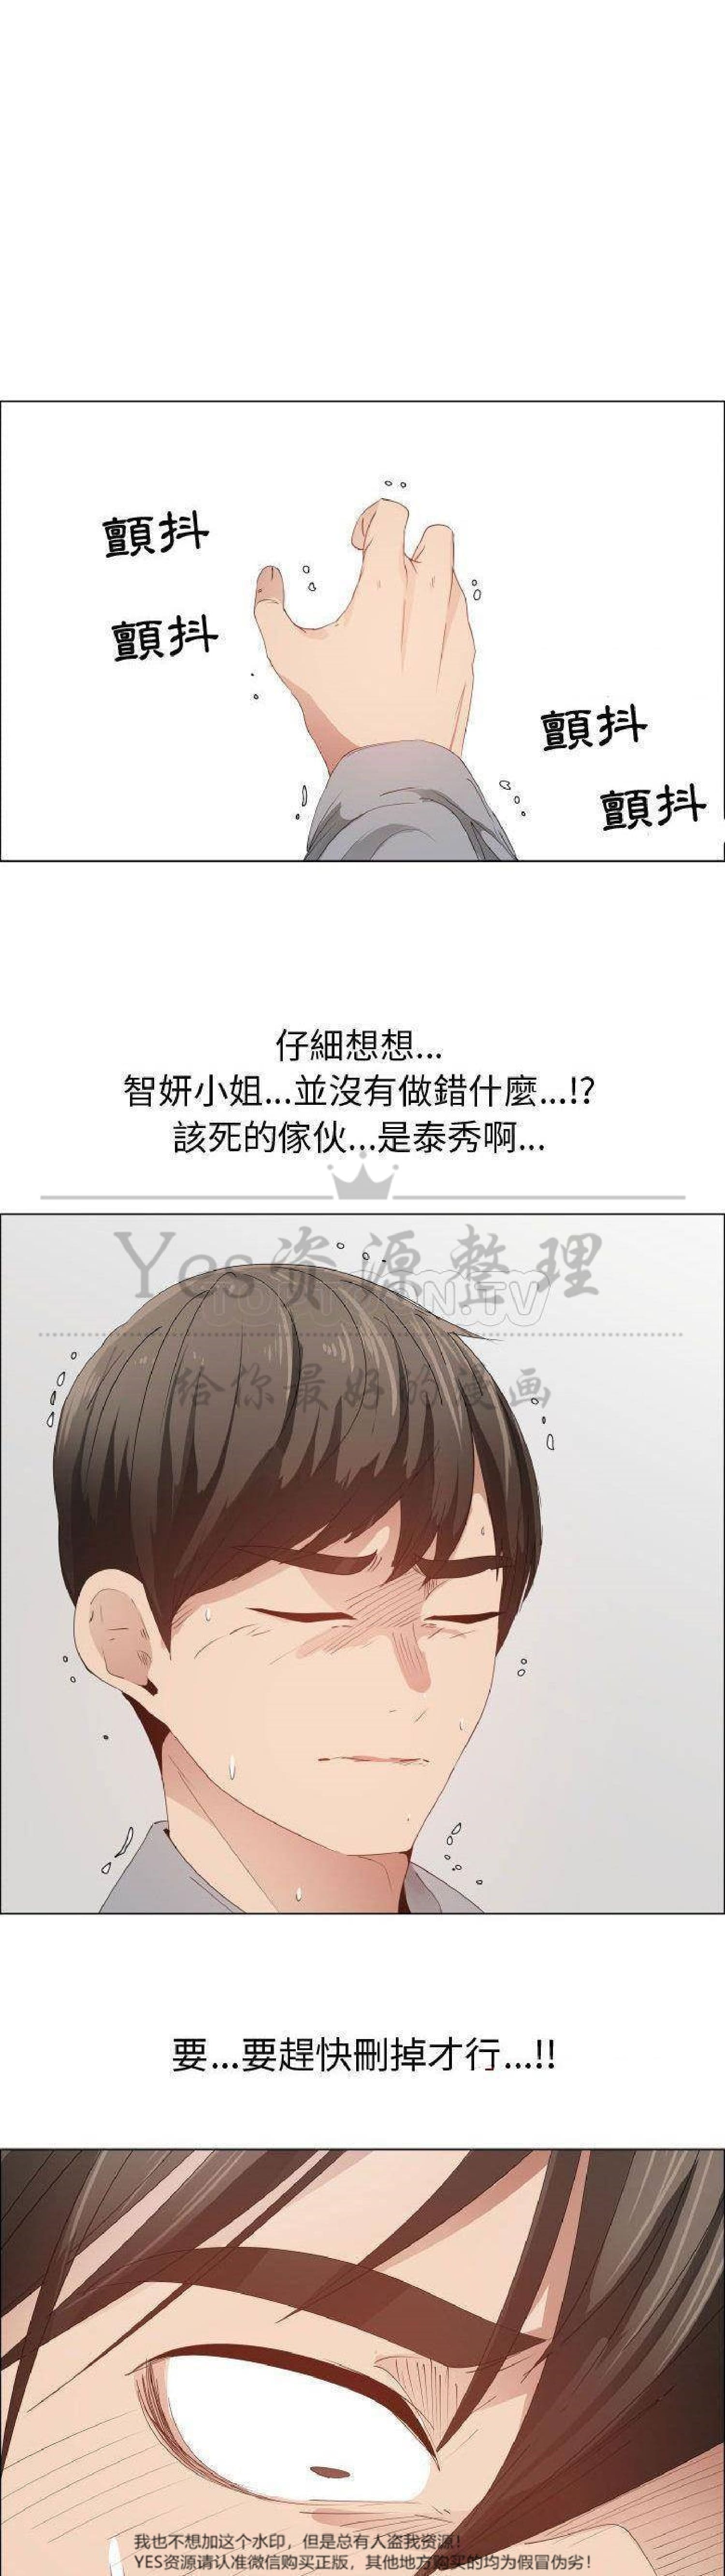 顫抖
顫抖
顫抖
顫抖
仔細想想...
智妍小姐...並沒有做錯什麼...!?
該死的傢伙...是泰秀啊...
Yes资源整理
TOPTOON.TV
给你最好的漫画
要...要趕快刪掉才行...!!
我也不想加这个水印，但是总有人盗我资源！
YES资源请认准微信购买正版，其他地方购买的均为假冒伪劣！